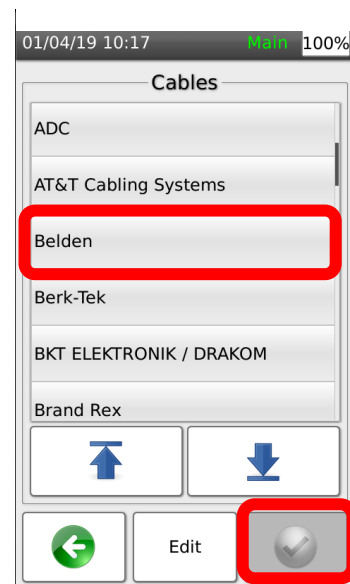 01/04/19 10:17 Main 100%
Cables
ADC
AT&T Cabling Systems
Belden
Berk-Tek
BKT ELEKTRONIK / DRAKOM
Brand Rex
Edit